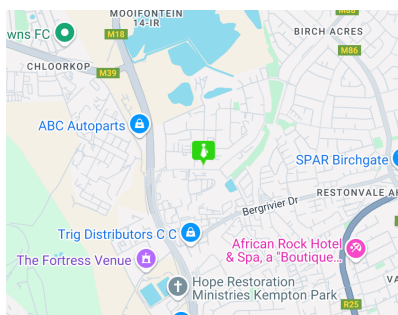 MOOIFONTEIN
14-IR
M18
wns FC
BIRCH ACRES
M86
CHLOORKOP
M39
ABC Autoparts
SPAR Birchgate
RESTONVALE AH
Bergrivier Dr
Trig Distributors C C
African Rock Hotel
& Spa, a "Boutique...
The Fortress Venue
Hope Restoration
Ministries Kempton Park
VA
R25